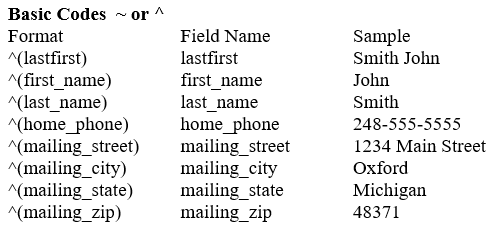 Basic Codes ~ or ^
Format Field Name Sample
^(lastfirst) lastfirst Smith John
^(first_name) first_name John
^(last_name) last_name Smith
^(home_phone) home_phone 248-555-5555
^(mailing_street) mailing_street 1234 Main Street
^(mailing_city) mailing_city Oxford
^(mailing_state) mailing_state Michigan
^(mailing_zip) mailing_zip 48371